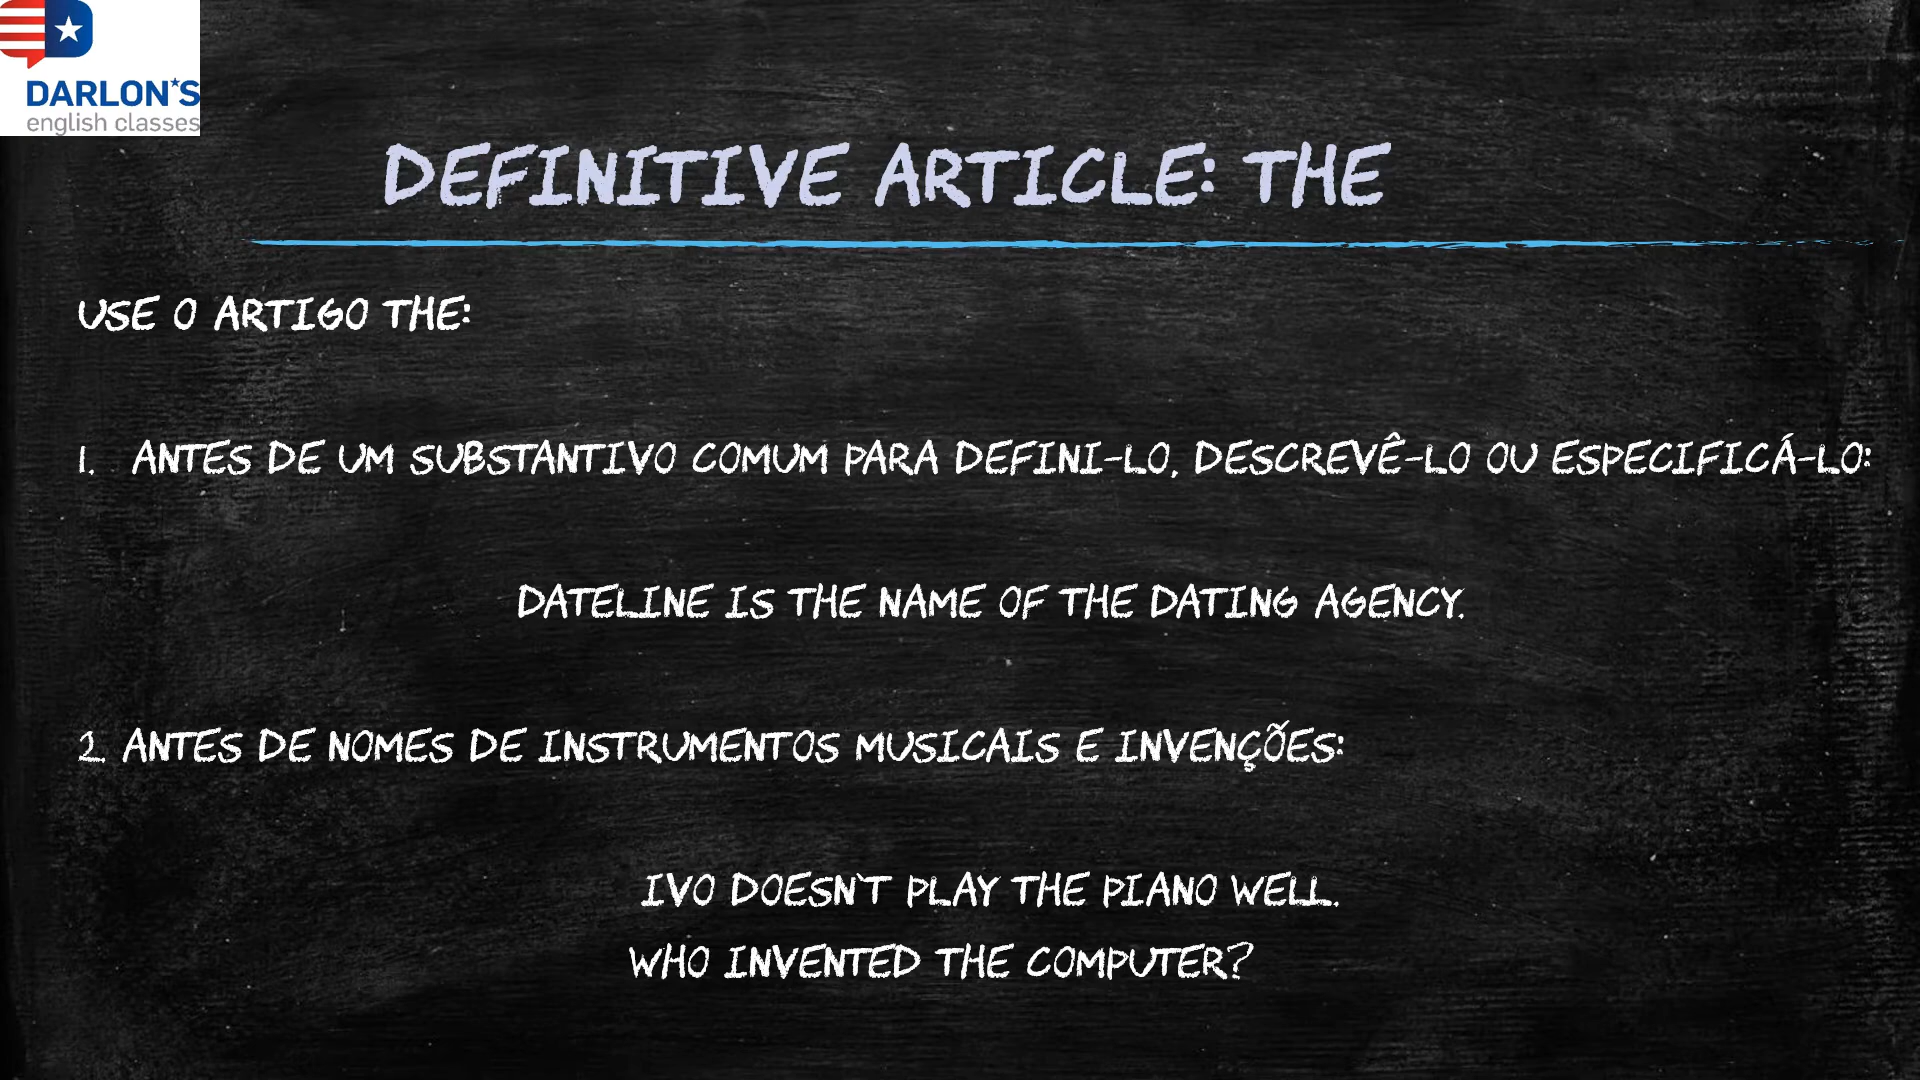 DARLON'S
english classes
DEFINITIVE ARTICLE: THE
USE O ARTIGO THE:
1. ANTES DE UM SUBSTANTIVO COMUM PARA DEFINI-LO, DESCREVÊ-LO OU ESPECIFICÁ-LO:
DATELINE IS THE NAME OF THE DATING AGENCY.
2. ANTES DE NOMES DE INSTRUMENTOS MUSICAIS E INVENÇÕES:
IVO DOESN'T PLAY THE PIANO WELL.
WHO INVENTED THE COMPUTER?